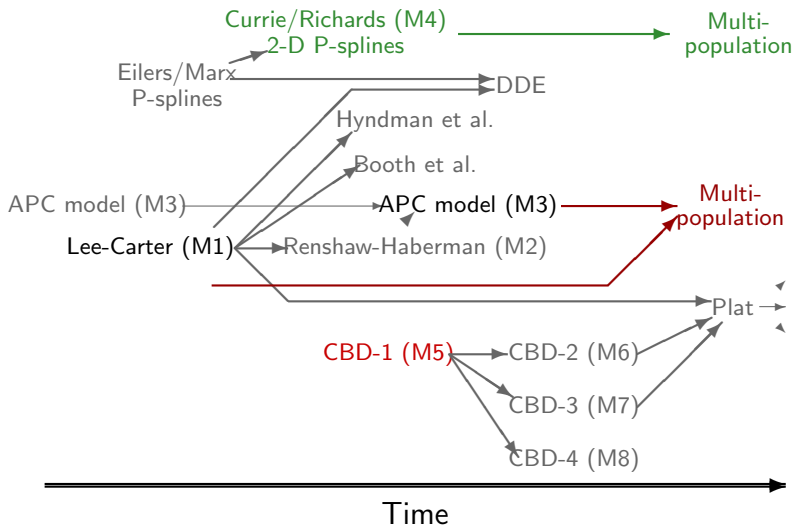 Currie/Richards (M4)
2-D P-splines
Multi-
population
Eilers/Marx
P-splines
DDE
Hyndman et al.
Booth et al.
APC model (M3)
APC model (M3)
Multi-
population
Lee-Carter (M1)
Renshaw-Haberman (M2)
Plat
CBD-1 (M5)
CBD-2 (M6)
CBD-3 (M7)
CBD-4 (M8)
Time